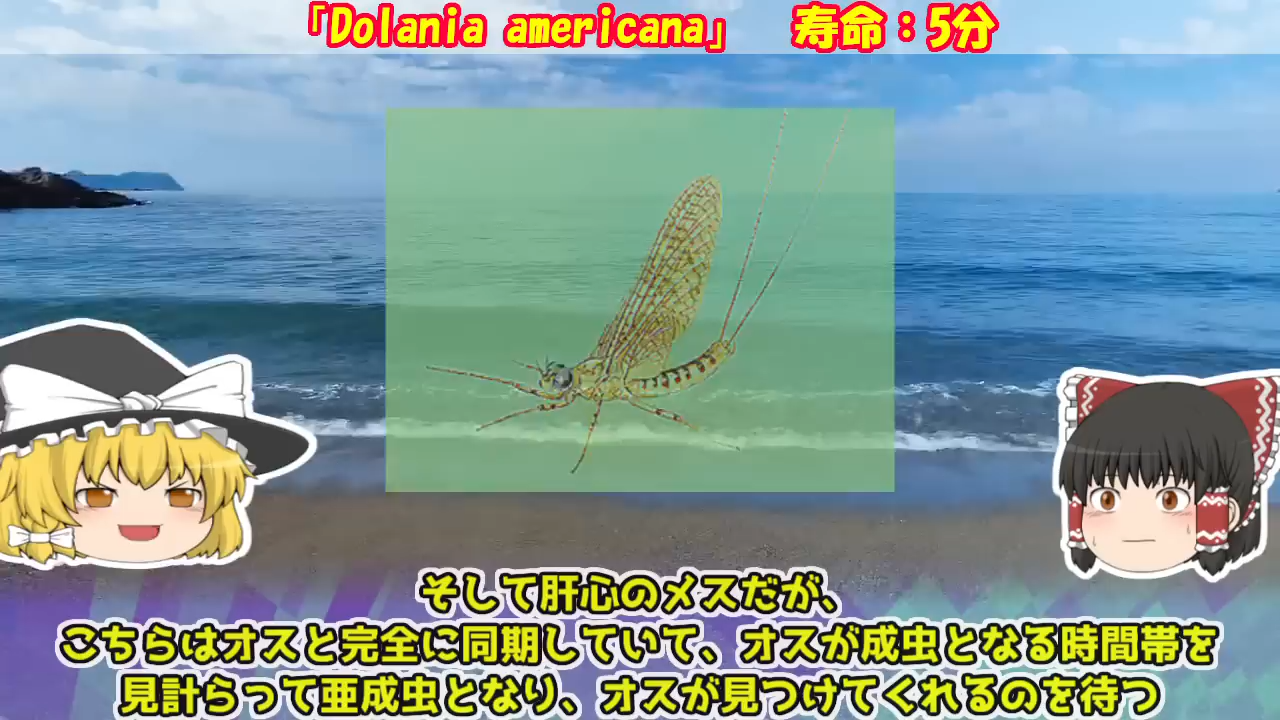 「Dolania americana」 寿命：5分
そして肝心のメスだが、
こちらはオスと完全に同期していて、オスが成虫となる時間帯を
見計らって亜成虫となり、オスが見つけてくれるのを待つ